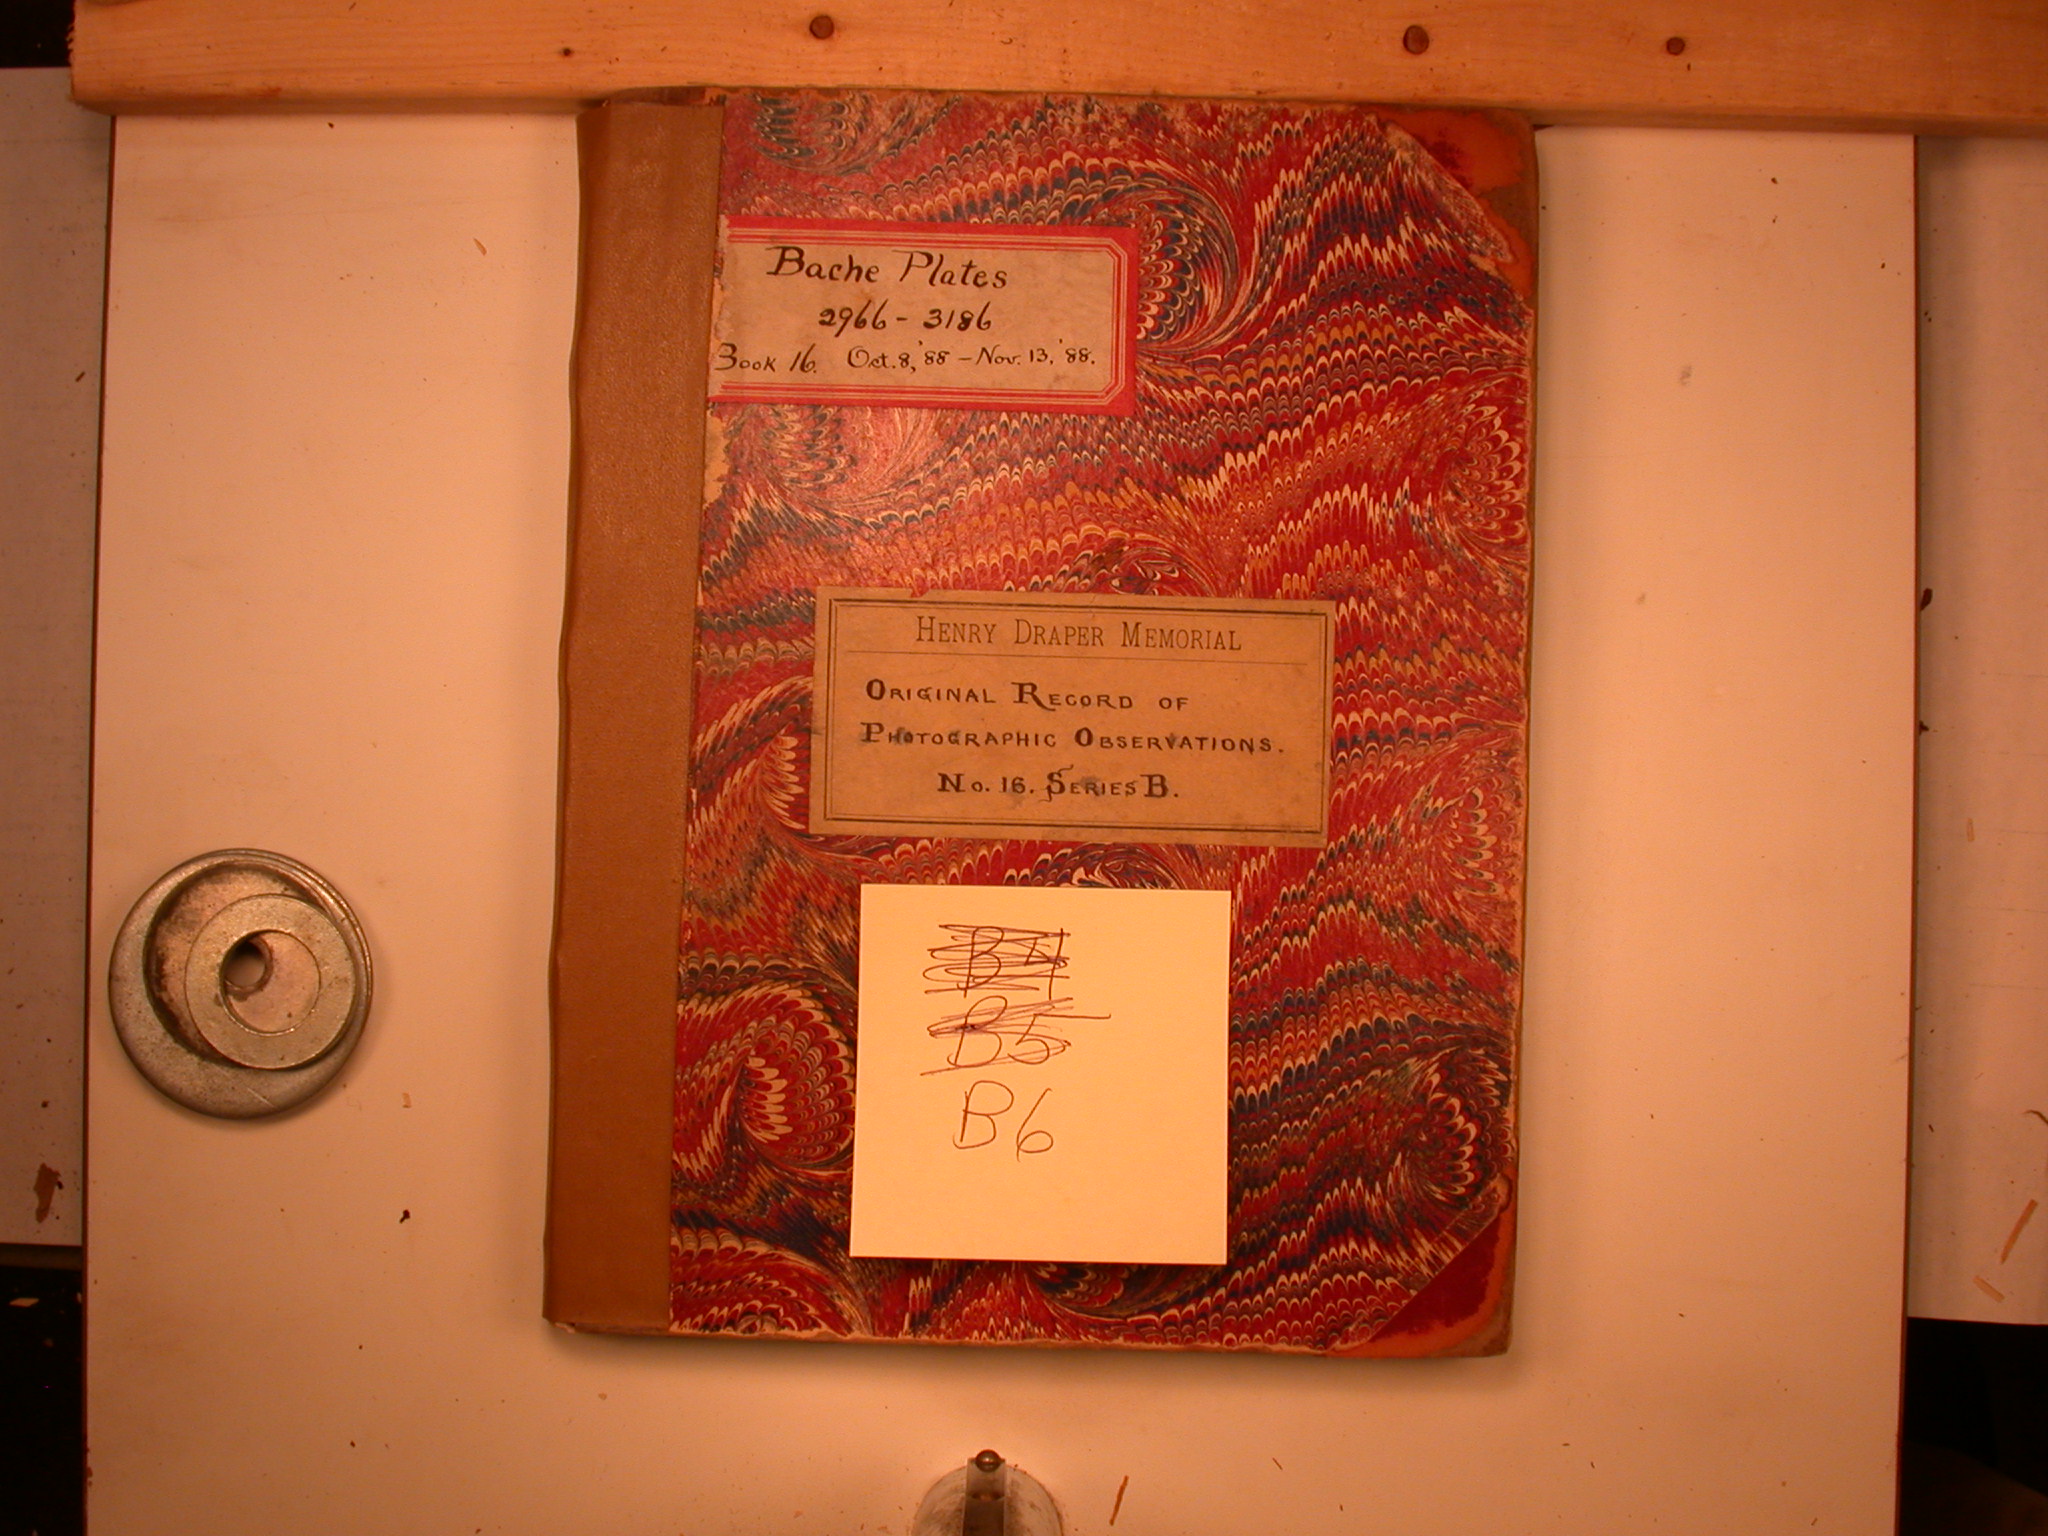 Bache Plates
2966 - 3186
Book 16. Oct. 8, '88 - Nov. 13, '88.
HENRY DRAPER MEMORIAL
ORIGINAL RECORD OF
PHOTOGRAPHIC OBSERVATIONS.
No. 16. SERIES B.
B4
B5
B6